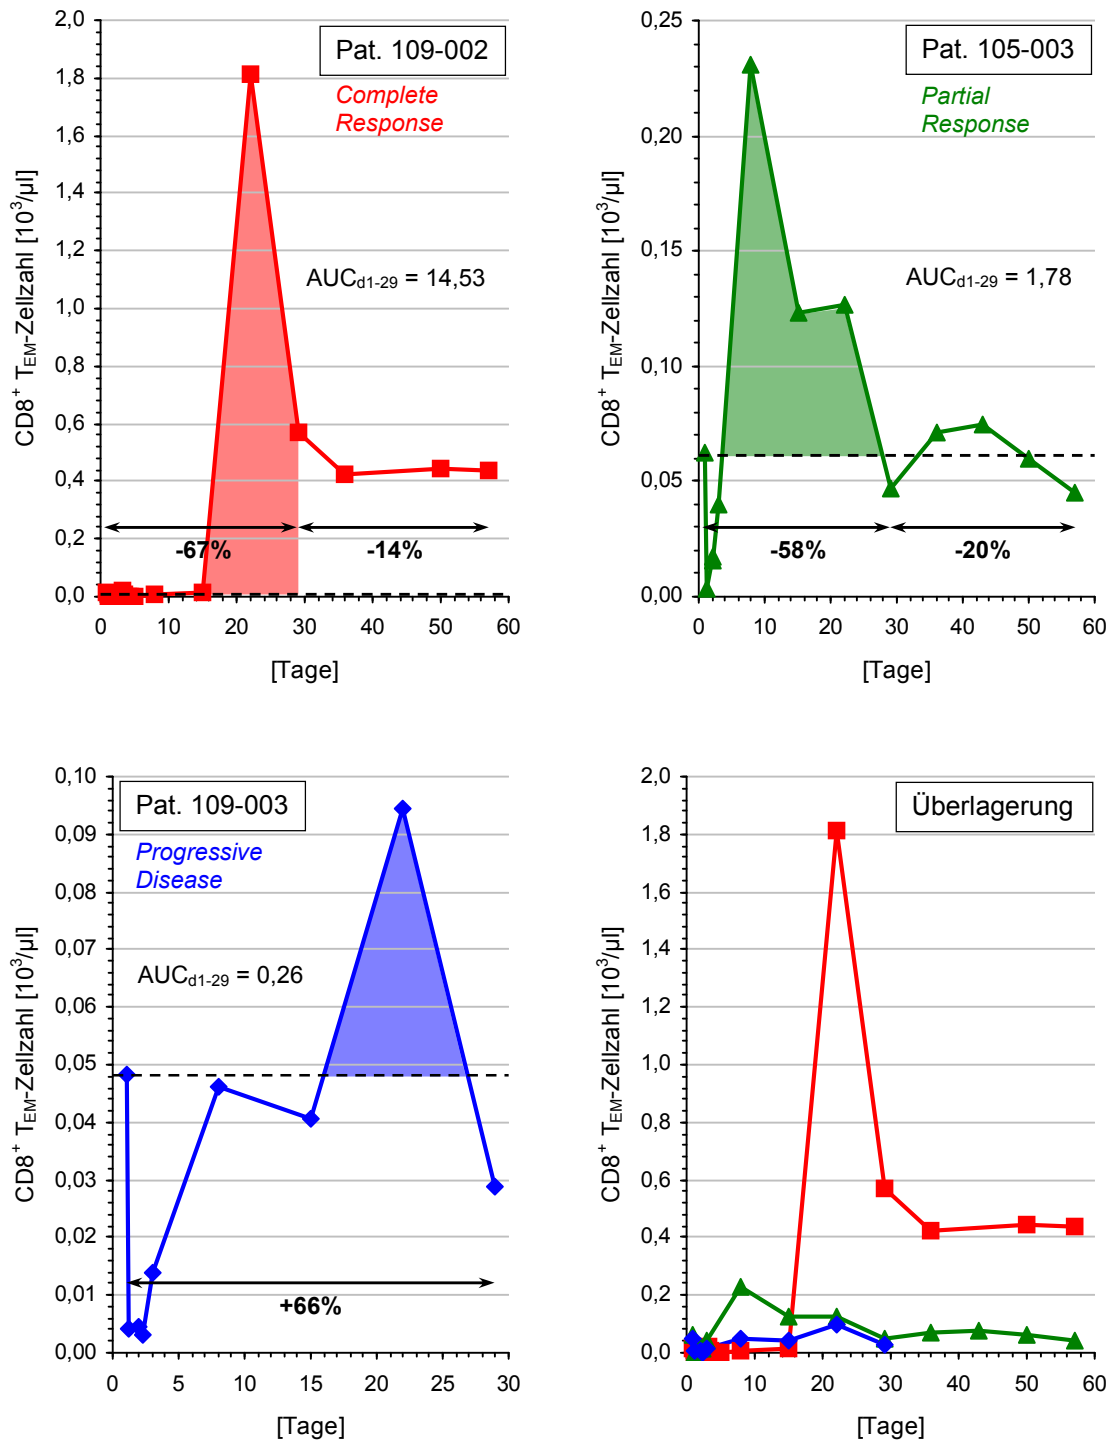 Pat. 109-002
Complete
Response
AUCd1-29 = 14,53
-67%
-14%
CD8+ TEM-Zellzahl [10³/µl]
2,0
1,8
1,6
1,4
1,2
1,0
0,8
0,6
0,4
0,2
0,0
0 10 20 30 40 50 60
[Tage]
Pat. 105-003
Partial
Response
AUCd1-29 = 1,78
-58%
-20%
CD8+ TEM-Zellzahl [10³/µl]
0,25
0,20
0,15
0,10
0,05
0,00
0 10 20 30 40 50 60
[Tage]
Pat. 109-003
Progressive
Disease
AUCd1-29 = 0,26
+66%
CD8+ TEM-Zellzahl [10³/µl]
0,10
0,09
0,08
0,07
0,06
0,05
0,04
0,03
0,02
0,01
0,00
0 5 10 15 20 25 30
[Tage]
Überlagerung
CD8+ TEM-Zellzahl [10³/µl]
2,0
1,8
1,6
1,4
1,2
1,0
0,8
0,6
0,4
0,2
0,0
0 10 20 30 40 50 60
[Tage]